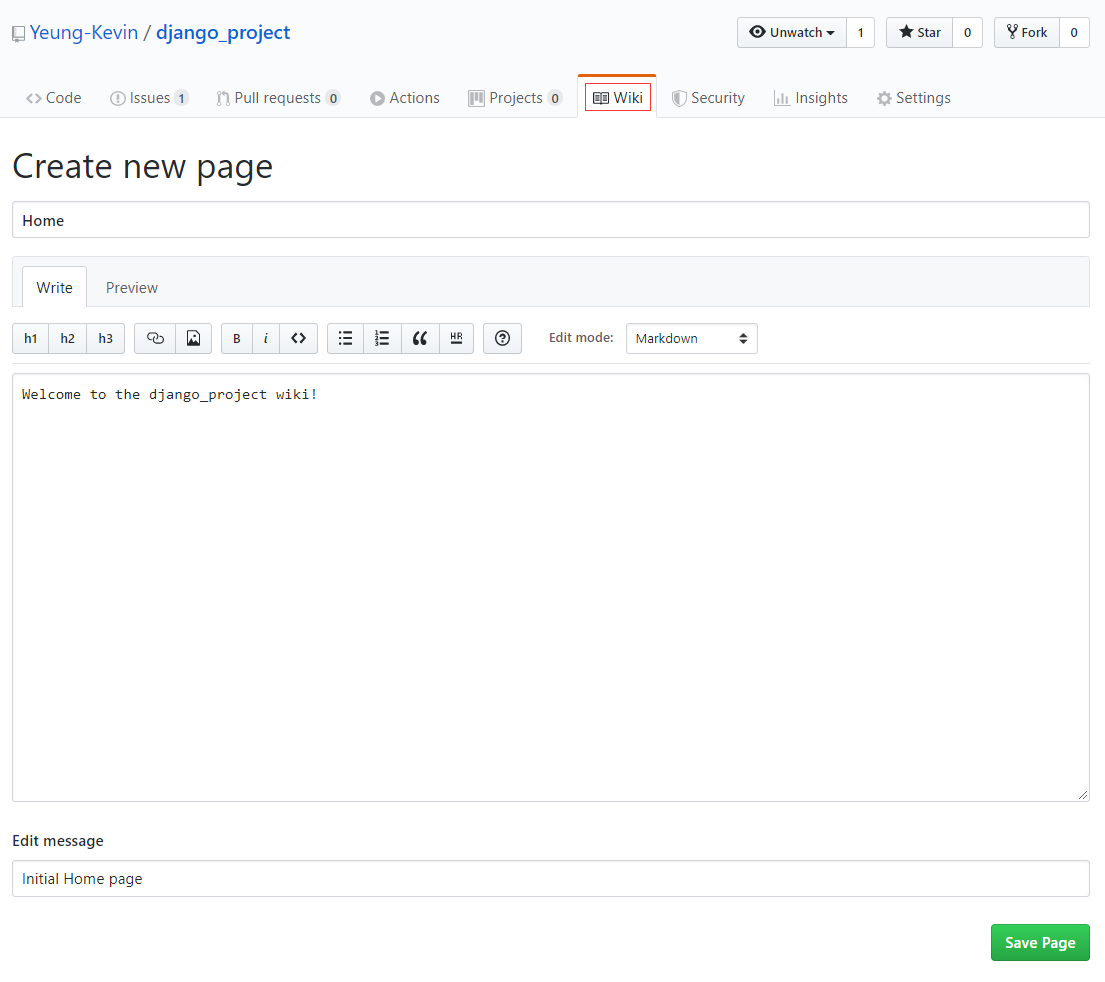 Yeung-Kevin / django_project Unwatch 1 Star 0 Fork 0
Code Issues 1 Pull requests 0 Actions Projects 0 Wiki Security Insights Settings
Create new page
Home
Write Preview
h1 h2 h3 B i <> HR Edit mode: Markdown
Welcome to the django_project wiki!
Edit message
Initial Home page
Save Page